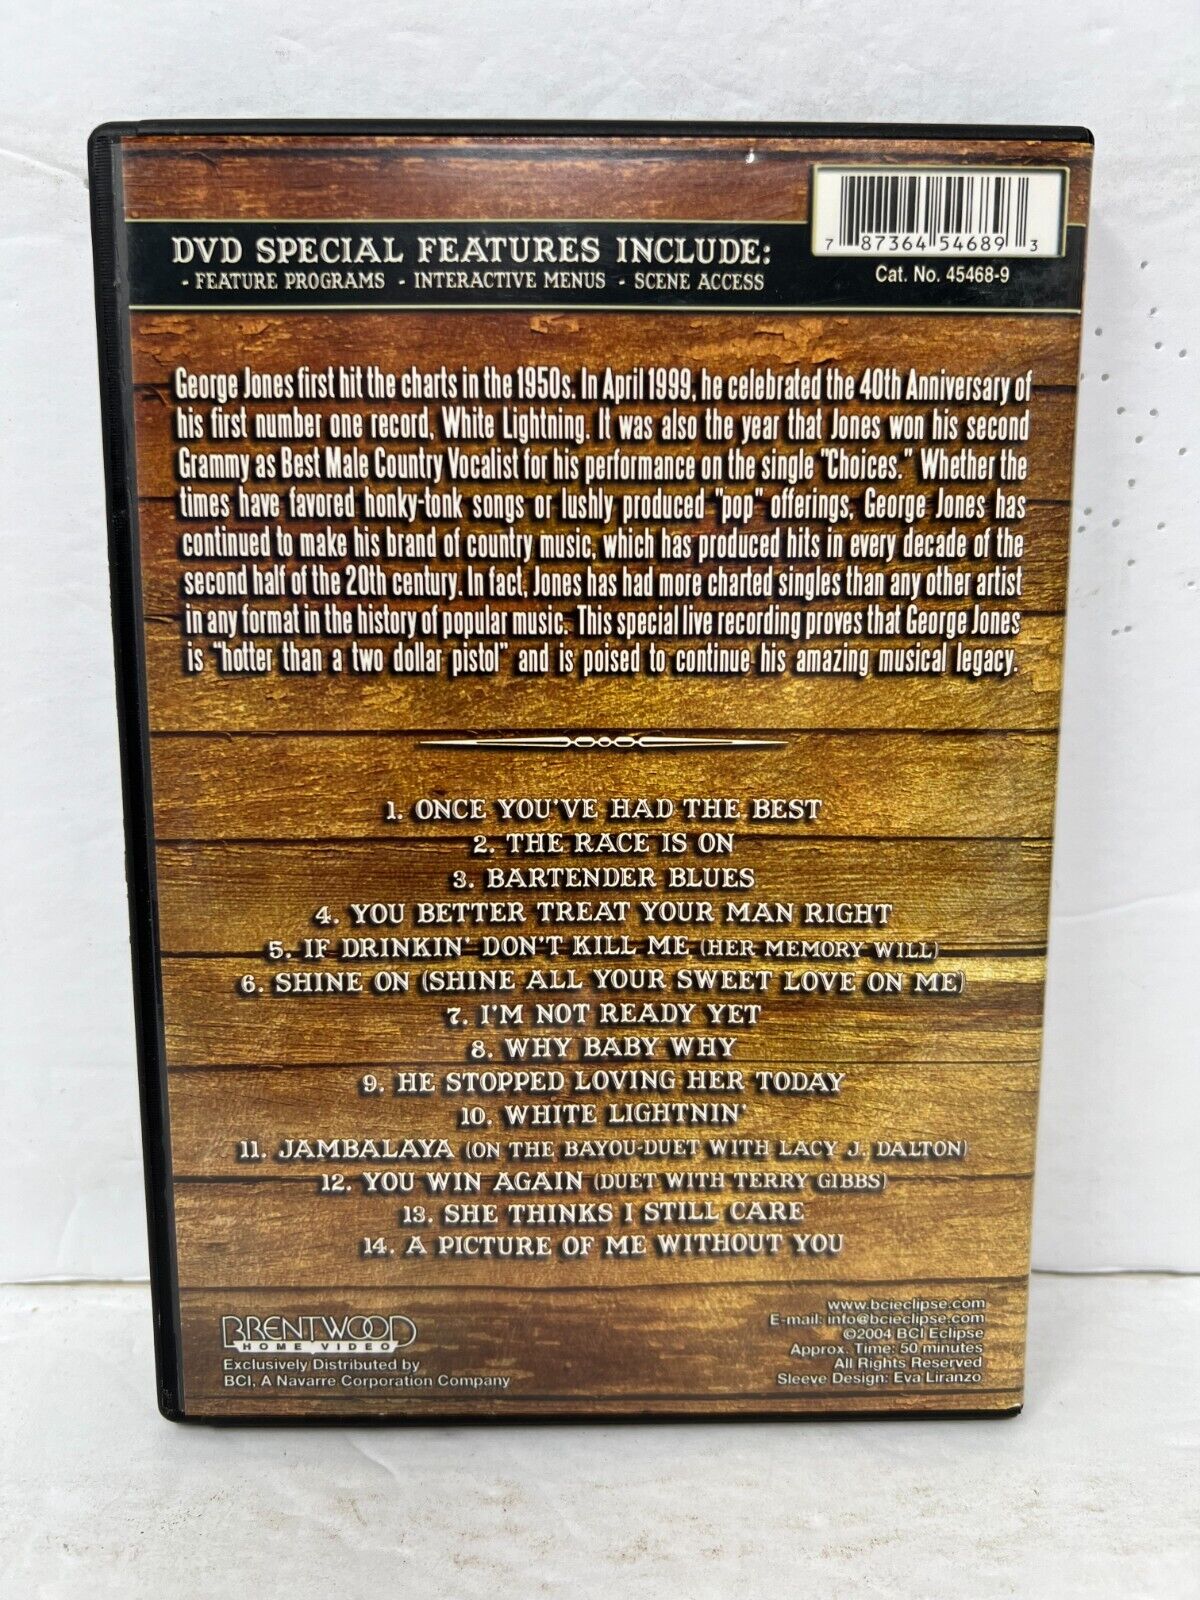 7 87364 54689 3
Cat. No. 45468-9
DVD SPECIAL FEATURES INCLUDE:
- FEATURE PROGRAMS - INTERACTIVE MENUS - SCENE ACCESS
George Jones first hit the charts in the 1950s. In April 1999, he celebrated the 40th Anniversary of
his first number one record, White Lightning. It was also the year that Jones won his second
Grammy as Best Male Country Vocalist for his performance on the single "Choices." Whether the
times have favored honky-tonk songs or lushly produced "pop" offerings, George Jones has
continued to make his brand of country music, which has produced hits in every decade of the
second half of the 20th century. In fact, Jones has had more charted singles than any other artist
in any format in the history of popular music. This special live recording proves that George Jones
is "hotter than a two dollar pistol" and is poised to continue his amazing musical legacy.
1. ONCE YOU'VE HAD THE BEST
2. THE RACE IS ON
3. BARTENDER BLUES
4. YOU BETTER TREAT YOUR MAN RIGHT
5. IF DRINKIN' DON'T KILL ME (HER MEMORY WILL)
6. SHINE ON (SHINE ALL YOUR SWEET LOVE ON ME)
7. I'M NOT READY YET
8. WHY BABY WHY
9. HE STOPPED LOVING HER TODAY
10. WHITE LIGHTNIN'
11. JAMBALAYA (ON THE BAYOU-DUET WITH LACY J. DALTON)
12. YOU WIN AGAIN (DUET WITH TERRY GIBBS)
13. SHE THINKS I STILL CARE
14. A PICTURE OF ME WITHOUT YOU
BRENTWOOD
HOME VIDEO
Exclusively Distributed by
BCI, A Navarre Corporation Company
www.bcieclipse.com
E-mail: info@bcieclipse.com
©2004 BCI Eclipse
Approx. Time: 50 minutes
All Rights Reserved
Sleeve Design: Eva Liranzo